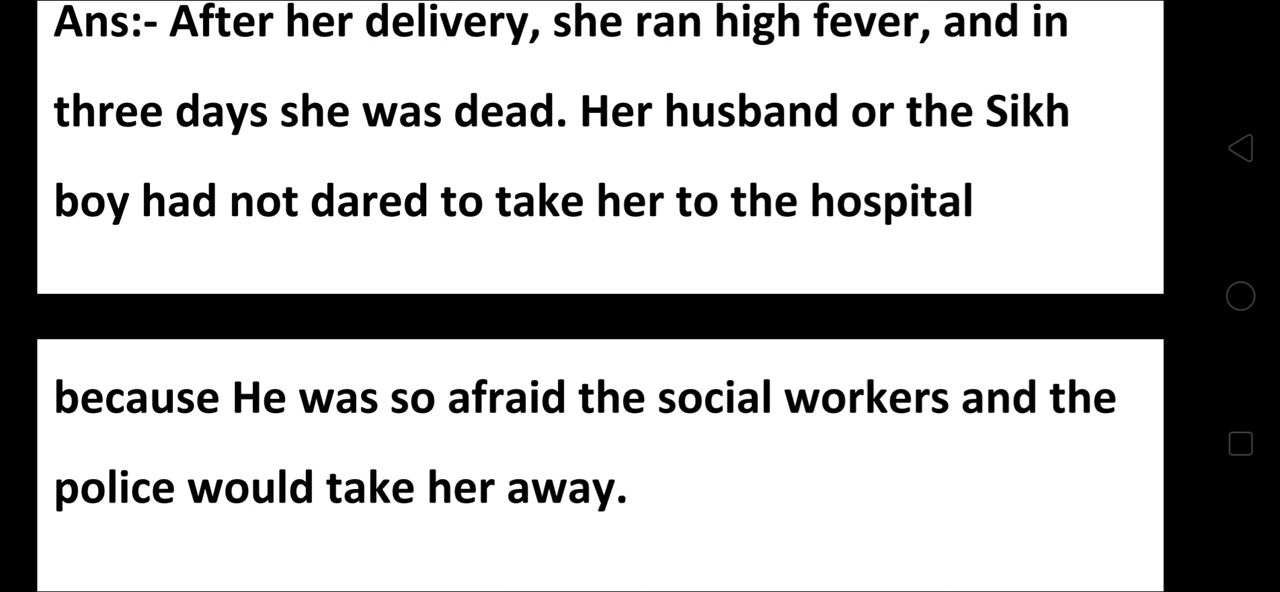 Ans:- After her delivery, she ran high fever, and in
three days she was dead. Her husband or the Sikh
boy had not dared to take her to the hospital
because He was so afraid the social workers and the
police would take her away.